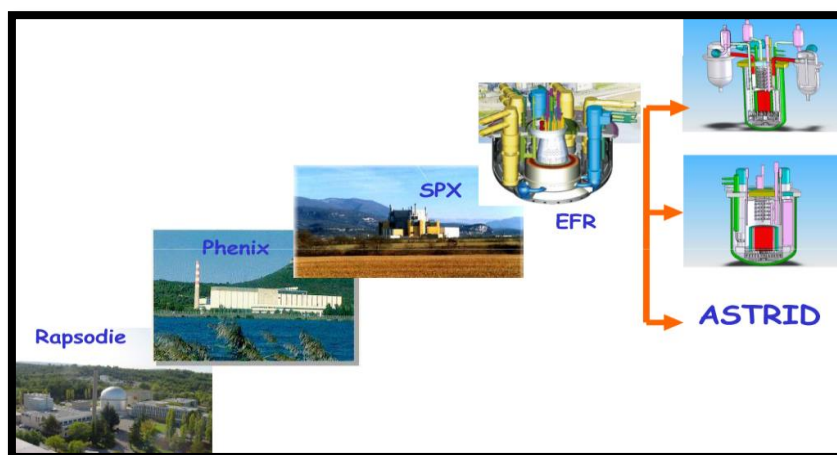 SPX
EFR
Phenix
ASTRID
Rapsodie